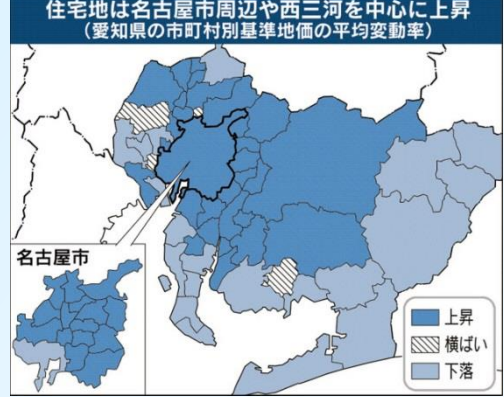 住宅地は名古屋市周辺や西三河を中心に上昇
(愛知県の市町村別基準地価の平均変動率)
名古屋市
上昇
横ばい
下落